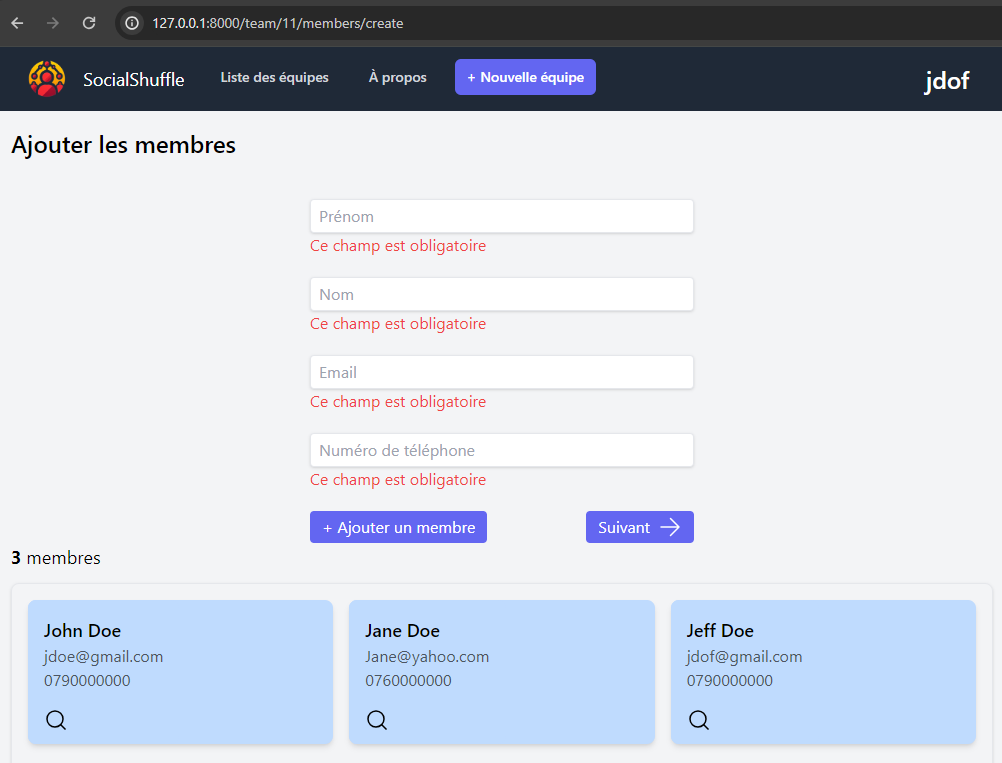 127.0.0.1:8000/team/11/members/create
SocialShuffle Liste des équipes À propos + Nouvelle équipe jdof
Ajouter les membres
Prénom
Ce champ est obligatoire
Nom
Ce champ est obligatoire
Email
Ce champ est obligatoire
Numéro de téléphone
Ce champ est obligatoire
+ Ajouter un membre Suivant
3 membres
John Doe
jdoe@gmail.com
0790000000
Jane Doe
Jane@yahoo.com
0760000000
Jeff Doe
jdof@gmail.com
0790000000